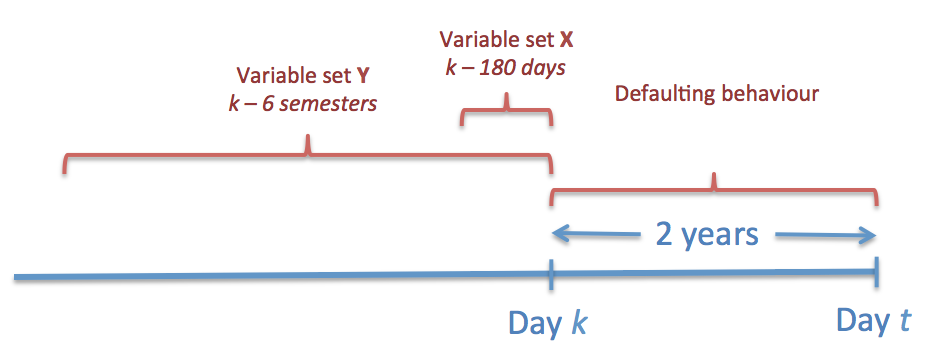 Variable set X
k – 180 days
Variable set Y
k – 6 semesters
Defaulting behaviour
2 years
Day k
Day t